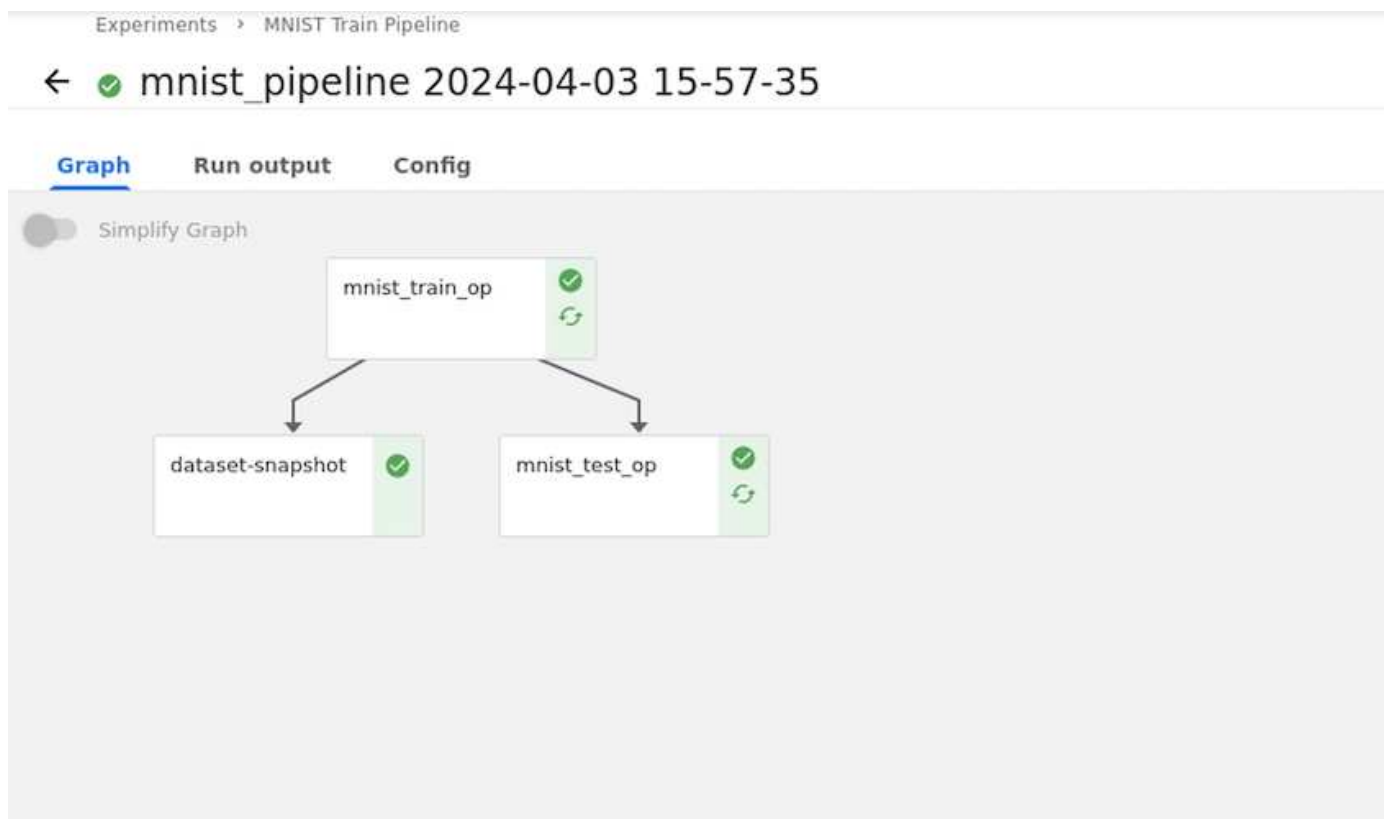 Experiments > MNIST Train Pipeline
mnist_pipeline 2024-04-03 15-57-35
Graph Run output Config
Simplify Graph
mnist_train_op
dataset-snapshot mnist_test_op